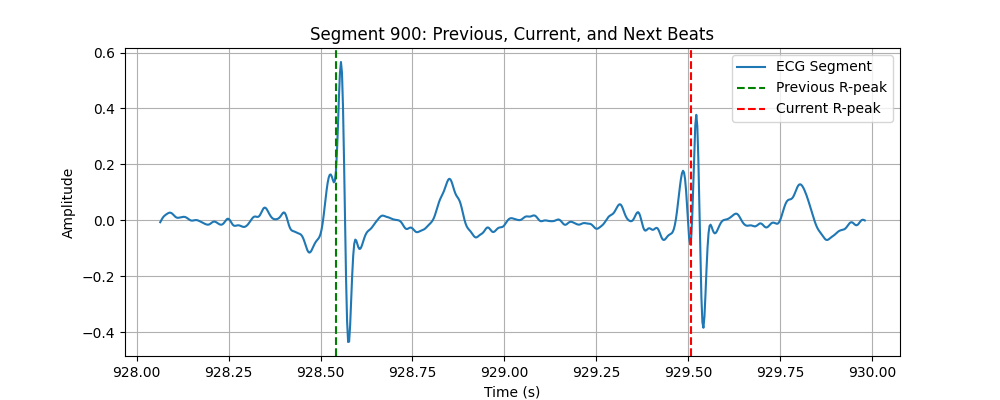 Segment 900: Previous, Current, and Next Beats
ECG Segment
Previous R-peak
Current R-peak
Amplitude
0.6
0.4
0.2
0.0
−0.2
−0.4
928.00 928.25 928.50 928.75 929.00 929.25 929.50 929.75 930.00
Time (s)